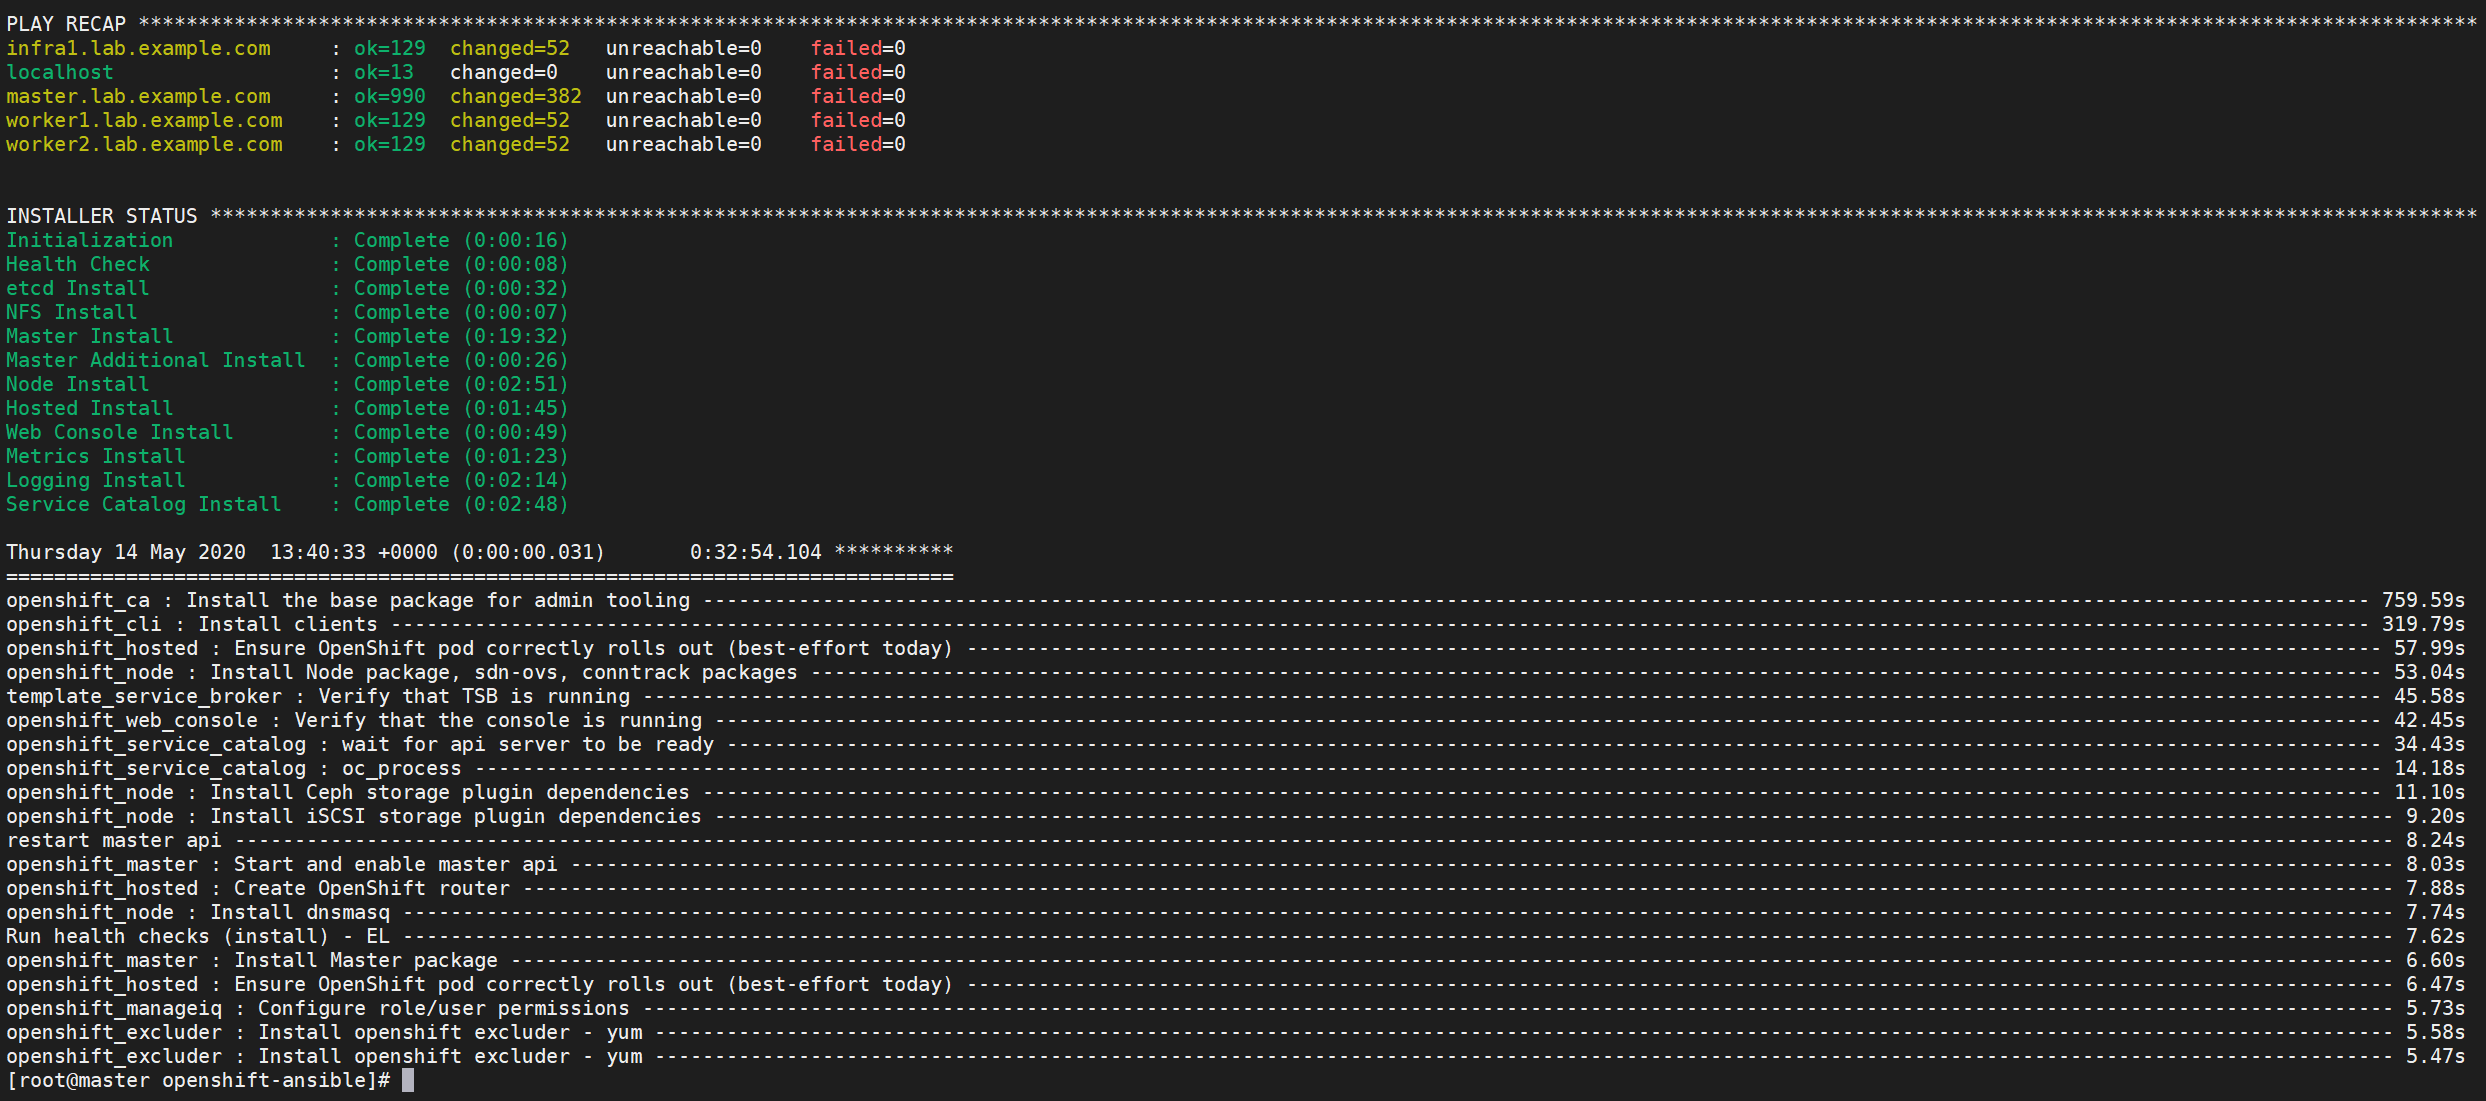 PLAY RECAP ***************************************************************************************************************************************************************************************************
infra1.lab.example.com     : ok=129  changed=52   unreachable=0    failed=0
localhost                  : ok=13   changed=0    unreachable=0    failed=0
master.lab.example.com     : ok=990  changed=382  unreachable=0    failed=0
worker1.lab.example.com    : ok=129  changed=52   unreachable=0    failed=0
worker2.lab.example.com    : ok=129  changed=52   unreachable=0    failed=0
INSTALLER STATUS *********************************************************************************************************************************************************************************************
Initialization             : Complete (0:00:16)
Health Check               : Complete (0:00:08)
etcd Install               : Complete (0:00:32)
NFS Install                : Complete (0:00:07)
Master Install             : Complete (0:19:32)
Master Additional Install  : Complete (0:00:26)
Node Install               : Complete (0:02:51)
Hosted Install             : Complete (0:01:45)
Web Console Install        : Complete (0:00:49)
Metrics Install            : Complete (0:01:23)
Logging Install            : Complete (0:02:14)
Service Catalog Install    : Complete (0:02:48)
Thursday 14 May 2020  13:40:33 +0000 (0:00:00.031)       0:32:54.104 **********
===============================================================================
openshift_ca : Install the base package for admin tooling ------------------------------------------------------------------------------------------------------------------------------------------- 759.59s
openshift_cli : Install clients --------------------------------------------------------------------------------------------------------------------------------------------------------------------- 319.79s
openshift_hosted : Ensure OpenShift pod correctly rolls out (best-effort today) ---------------------------------------------------------------------------------------------------------------------- 57.99s
openshift_node : Install Node package, sdn-ovs, conntrack packages ----------------------------------------------------------------------------------------------------------------------------------- 53.04s
template_service_broker : Verify that TSB is running ------------------------------------------------------------------------------------------------------------------------------------------------- 45.58s
openshift_web_console : Verify that the console is running ------------------------------------------------------------------------------------------------------------------------------------------- 42.45s
openshift_service_catalog : wait for api server to be ready ------------------------------------------------------------------------------------------------------------------------------------------ 34.43s
openshift_service_catalog : oc_process --------------------------------------------------------------------------------------------------------------------------------------------------------------- 14.18s
openshift_node : Install Ceph storage plugin dependencies -------------------------------------------------------------------------------------------------------------------------------------------- 11.10s
openshift_node : Install iSCSI storage plugin dependencies -------------------------------------------------------------------------------------------------------------------------------------------- 9.20s
restart master api ------------------------------------------------------------------------------------------------------------------------------------------------------------------------------------ 8.24s
openshift_master : Start and enable master api -------------------------------------------------------------------------------------------------------------------------------------------------------- 8.03s
openshift_hosted : Create OpenShift router ------------------------------------------------------------------------------------------------------------------------------------------------------------ 7.88s
openshift_node : Install dnsmasq ---------------------------------------------------------------------------------------------------------------------------------------------------------------------- 7.74s
Run health checks (install) - EL ---------------------------------------------------------------------------------------------------------------------------------------------------------------------- 7.62s
openshift_master : Install Master package ------------------------------------------------------------------------------------------------------------------------------------------------------------- 6.60s
openshift_hosted : Ensure OpenShift pod correctly rolls out (best-effort today) ----------------------------------------------------------------------------------------------------------------------- 6.47s
openshift_manageiq : Configure role/user permissions -------------------------------------------------------------------------------------------------------------------------------------------------- 5.73s
openshift_excluder : Install openshift excluder - yum ------------------------------------------------------------------------------------------------------------------------------------------------- 5.58s
openshift_excluder : Install openshift excluder - yum ------------------------------------------------------------------------------------------------------------------------------------------------- 5.47s
[root@master openshift-ansible]#